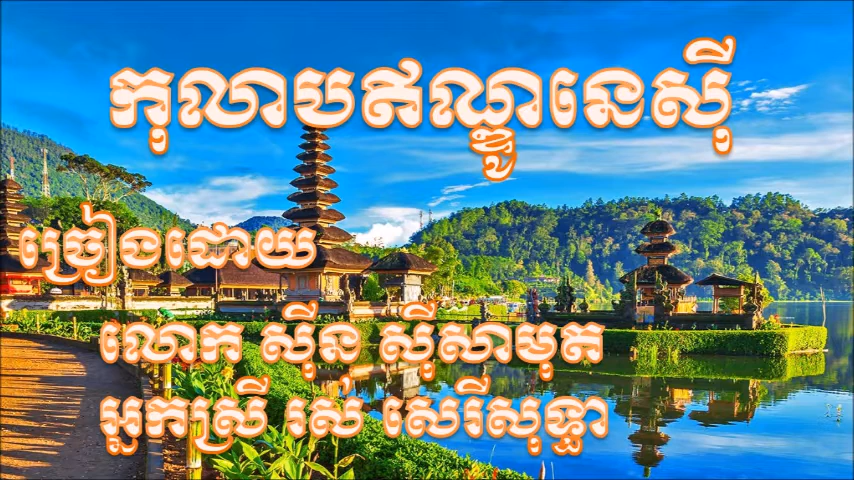 កុលាបឥណ្ឌូនេស៊ី
ច្រៀងដោយ
លោក ស៊ីន ស៊ីសាមុត
អ្នកស្រី រស សេរីសុទ្ធា